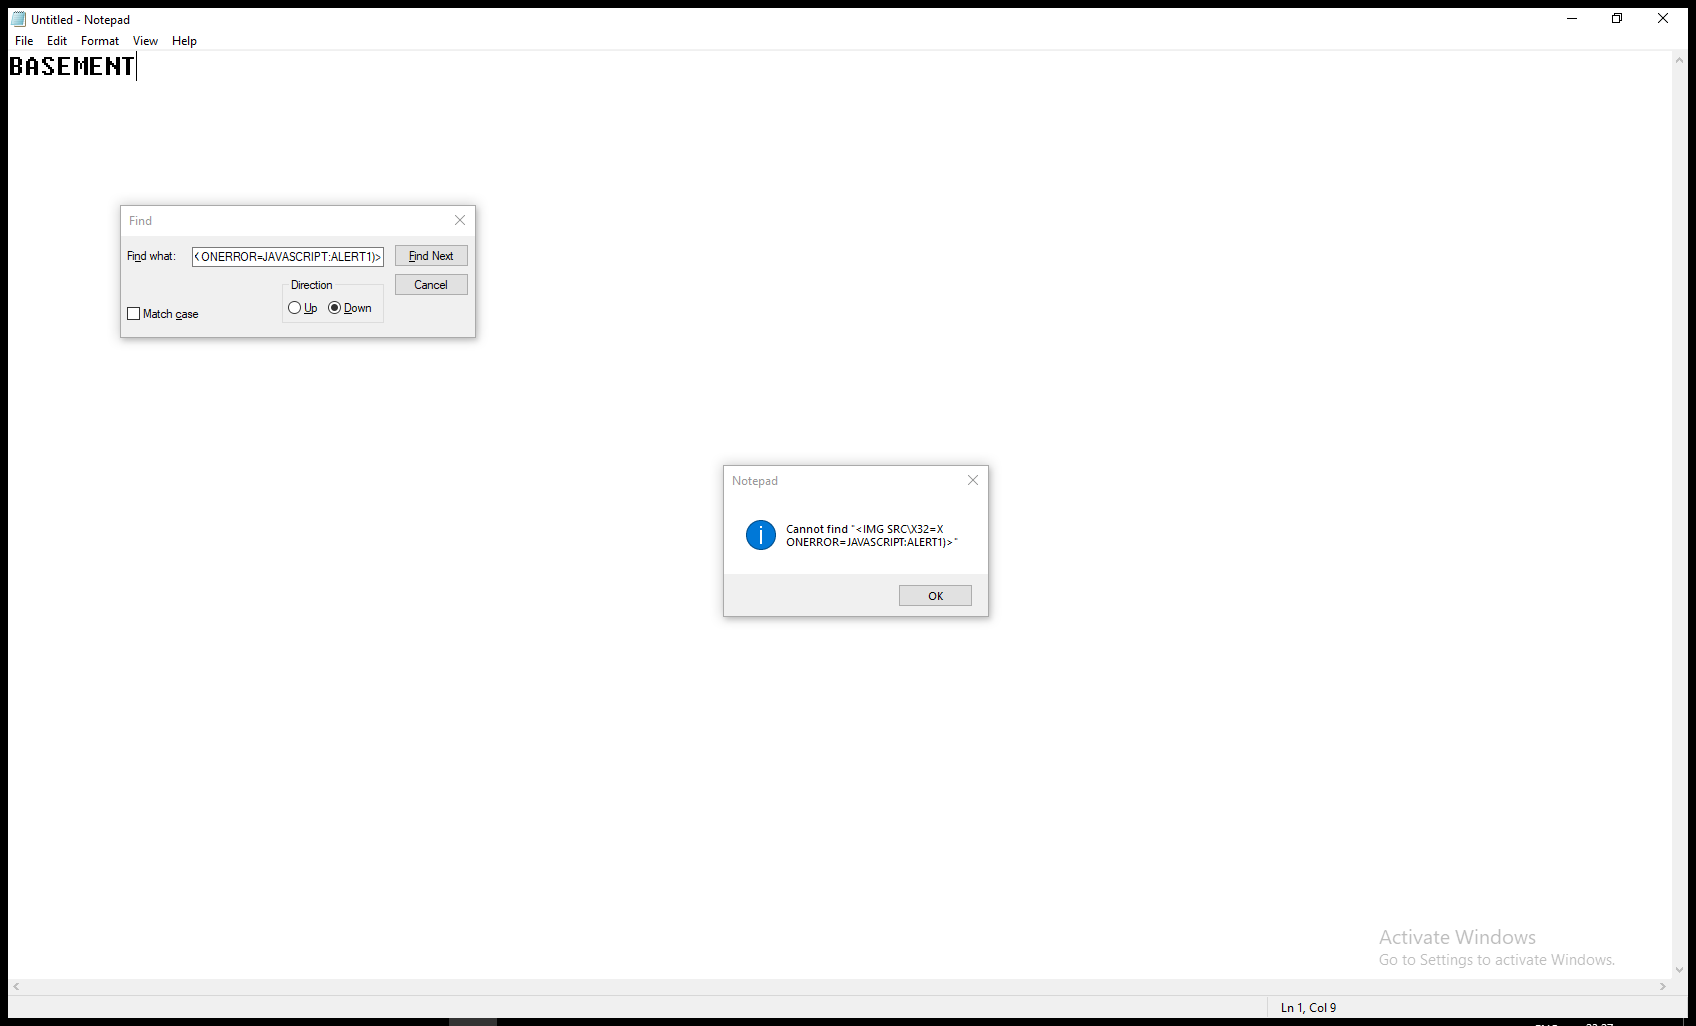 Untitled - Notepad
File Edit Format View Help
BASEMENT
Find
Find what: < ONERROR=JAVASCRIPT:ALERT1)> Find Next
Direction Cancel
Up Down
Match case
Notepad
Cannot find "<IMG SRC\X32=X
ONERROR=JAVASCRIPT:ALERT1)>"
OK
Activate Windows
Go to Settings to activate Windows.
Ln 1, Col 9